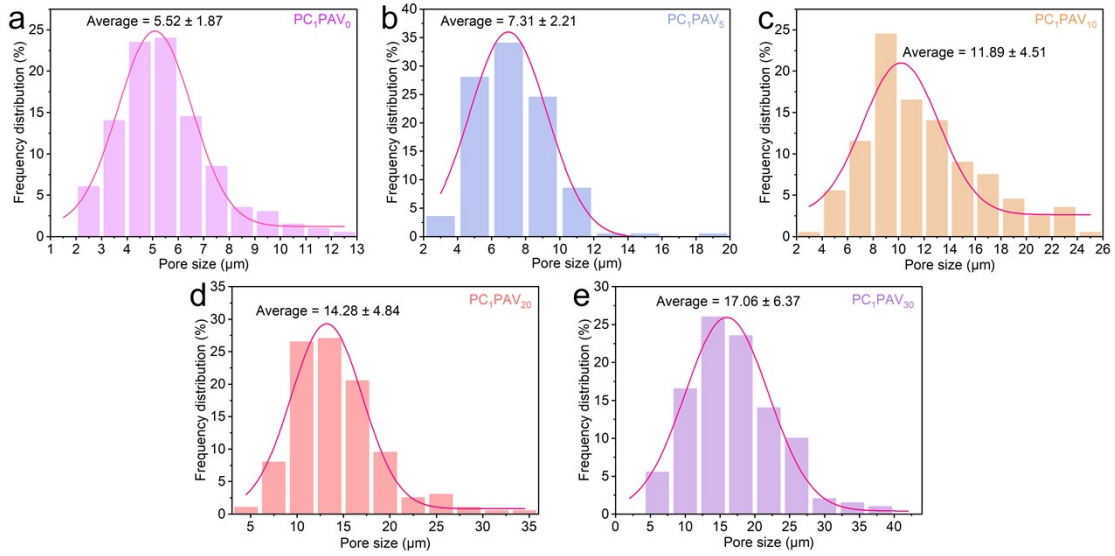 a
Average = 5.52 ± 1.87
PC₁PAV₀
Frequency distribution (%)
25
20
15
10
5
0
1 2 3 4 5 6 7 8 9 10 11 12 13
Pore size (µm)
b
Average = 7.31 ± 2.21
PC₁PAV₅
Frequency distribution (%)
40
35
30
25
20
15
10
5
0
2 4 6 8 10 12 14 16 18 20
Pore size (µm)
c
PC₁PAV₁₀
Average = 11.89 ± 4.51
Frequency distribution (%)
25
20
15
10
5
0
2 4 6 8 10 12 14 16 18 20 22 24 26
Pore size (µm)
d
Average = 14.28 ± 4.84
PC₁PAV₂₀
Frequency distribution (%)
35
30
25
20
15
10
5
0
5 10 15 20 25 30 35
Pore size (µm)
e
Average = 17.06 ± 6.37
PC₁PAV₃₀
Frequency distribution (%)
30
25
20
15
10
5
0
0 5 10 15 20 25 30 35 40
Pore size (µm)